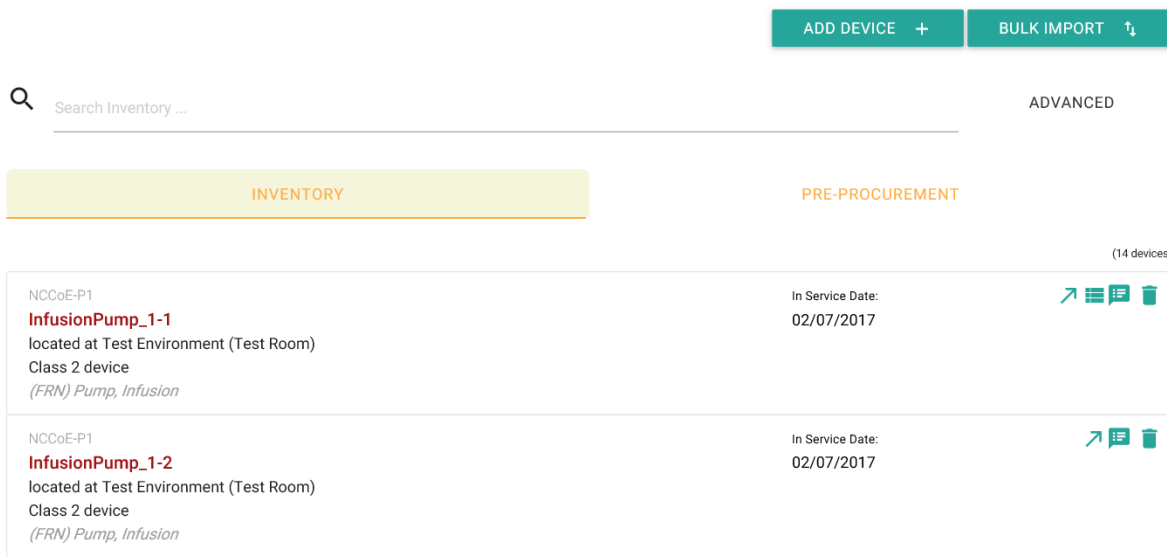 ADD DEVICE +
BULK IMPORT
Search Inventory ...
ADVANCED
INVENTORY
PRE-PROCUREMENT
(14 devices
NCCoE-P1
InfusionPump_1-1
located at Test Environment (Test Room)
Class 2 device
(FRN) Pump, Infusion
In Service Date:
02/07/2017
NCCoE-P1
InfusionPump_1-2
located at Test Environment (Test Room)
Class 2 device
(FRN) Pump, Infusion
In Service Date:
02/07/2017